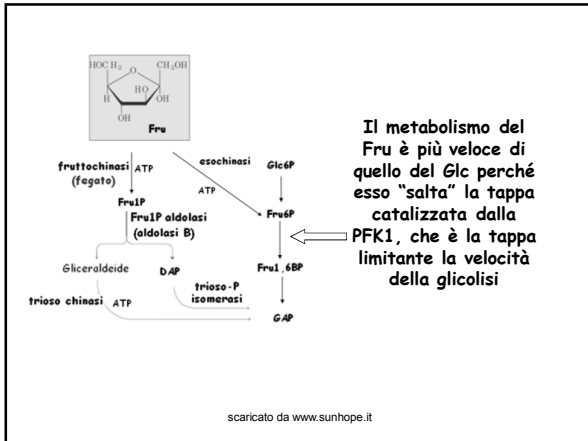 HOCH2
O
CH2OH
H
HO
H
OH
OH
H
Fru
fruttochinasi
(fegato)
ATP
esochinasi
ATP
Glc6P
Fru1P
Fru1P aldolasi
(aldolasi B)
Fru6P
Gliceraldeide
DAP
Fru1,6BP
trioso chinasi
ATP
trioso-P
isomerasi
GAP
Il metabolismo del
Fru è più veloce di
quello del Glc perché
esso “salta” la tappa
catalizzata dalla
PFK1, che è la tappa
limitante la velocità
della glicolisi
scaricato da www.sunhope.it